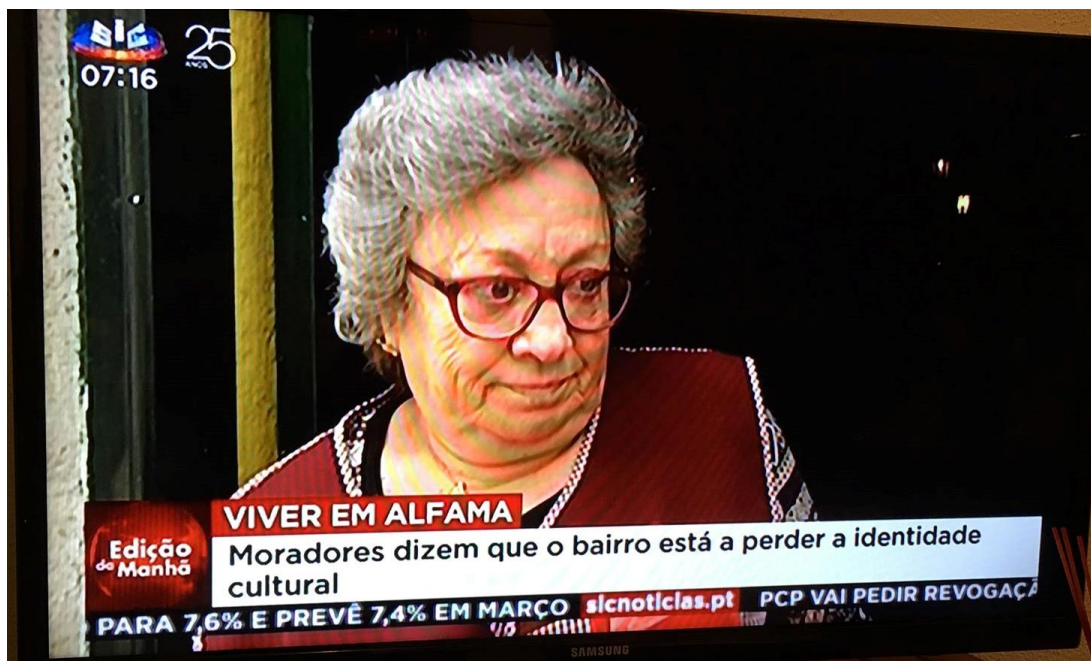 SIC
25
ANOS
07:16
VIVER EM ALFAMA
Edição
da Manhã
Moradores dizem que o bairro está a perder a identidade
cultural
PARA 7,6% E PREVÊ 7,4% EM MARÇO sicnoticias.pt PCP VAI PEDIR REVOGAÇÃ
SAMSUNG